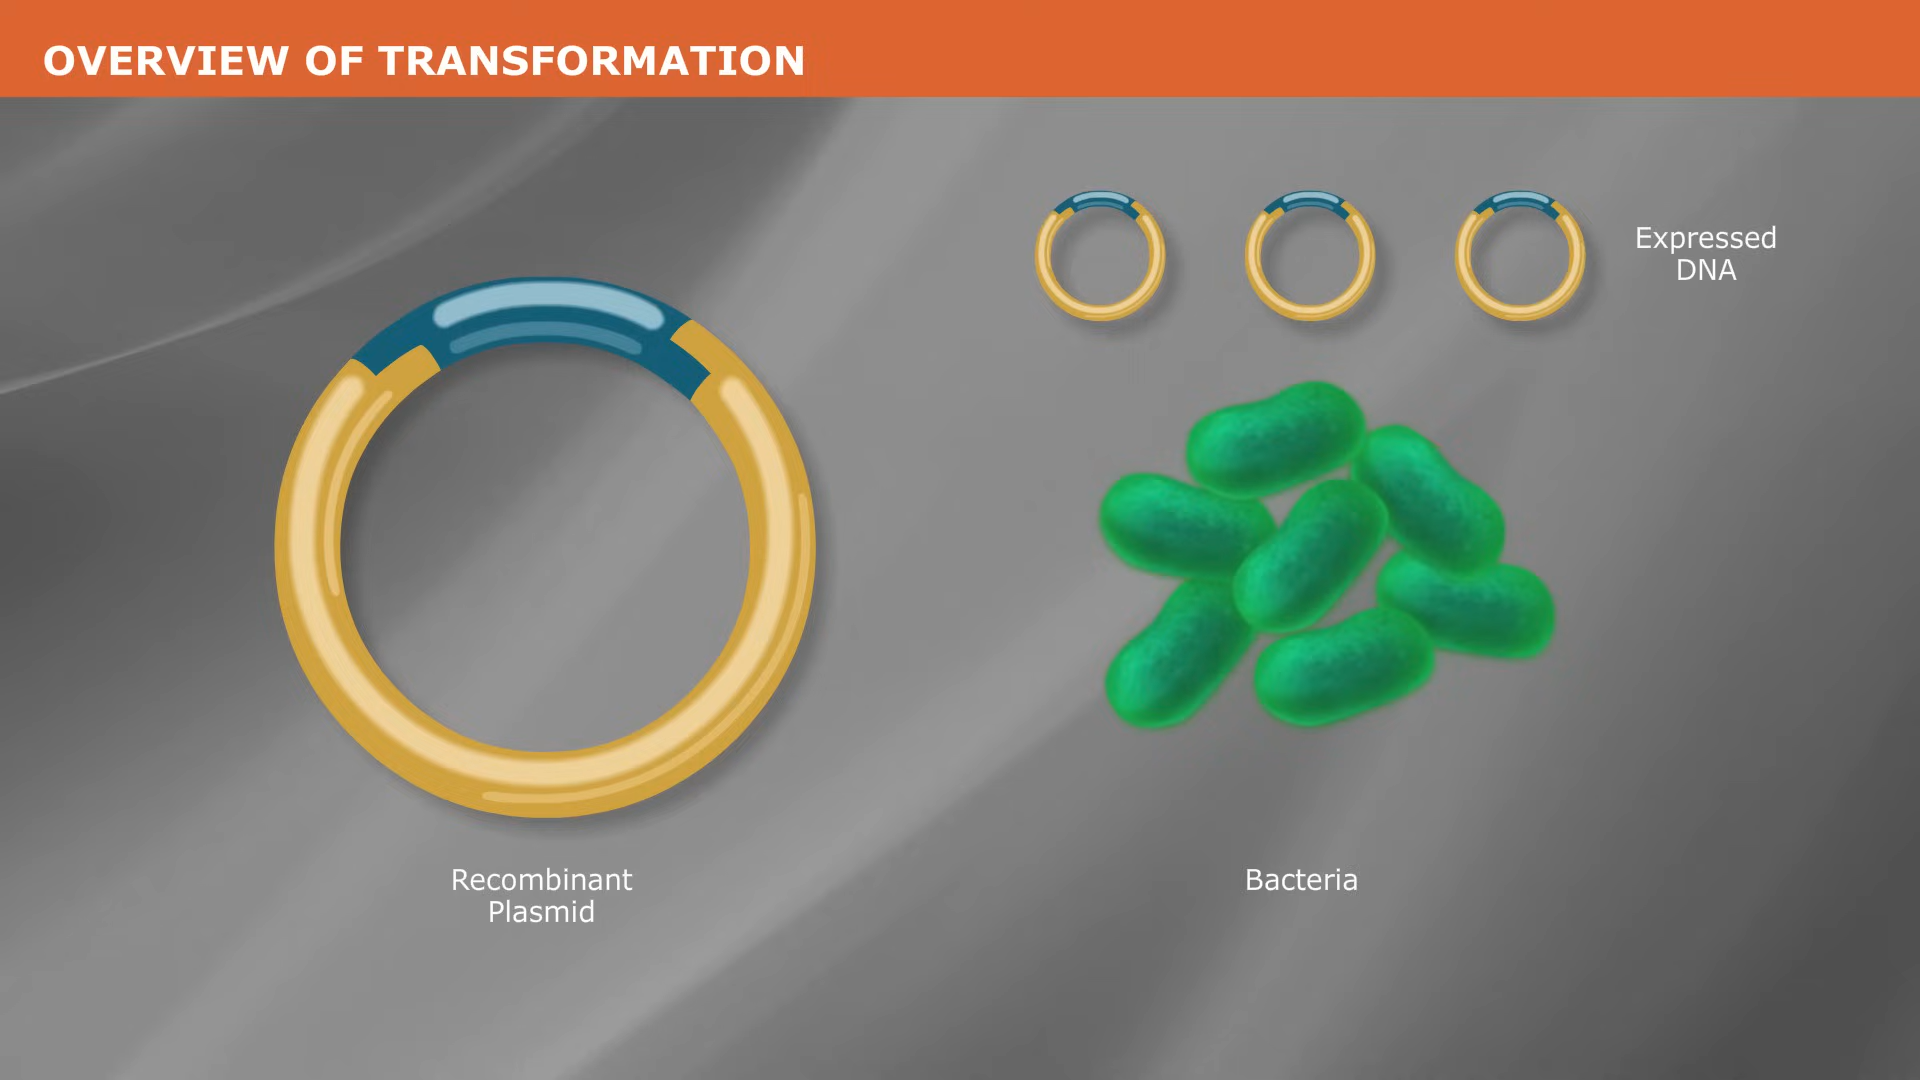 OVERVIEW OF TRANSFORMATION
Expressed
DNA
Recombinant
Plasmid
Bacteria